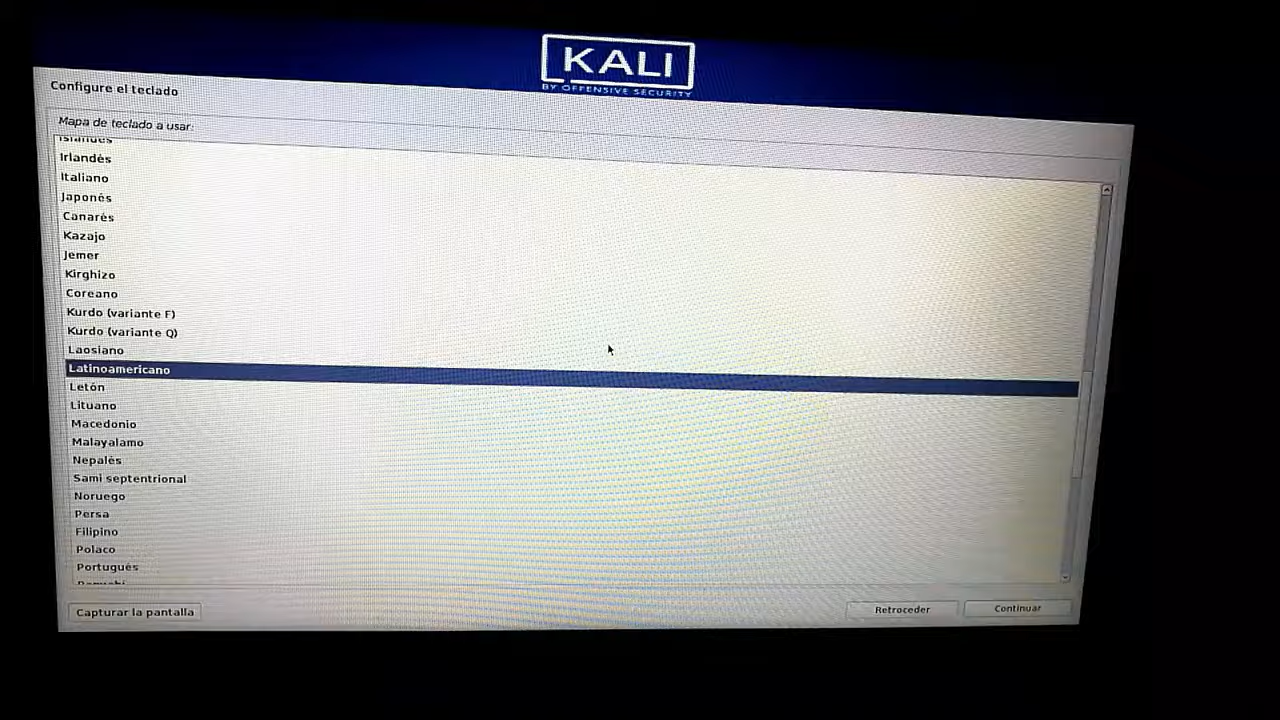 KALI
BY OFFENSIVE SECURITY
Configure el teclado
Mapa de teclado a usar:
Islandés
Irlandés
Italiano
Japonés
Canarés
Kazajo
Jemer
Kirghizo
Coreano
Kurdo (variante F)
Kurdo (variante Q)
Laosiano
Latinoamericano
Letón
Lituano
Macedonio
Malayalamo
Nepalés
Sami septentrional
Noruego
Persa
Filipino
Polaco
Portugués
Capturar la pantalla
Retroceder
Continuar